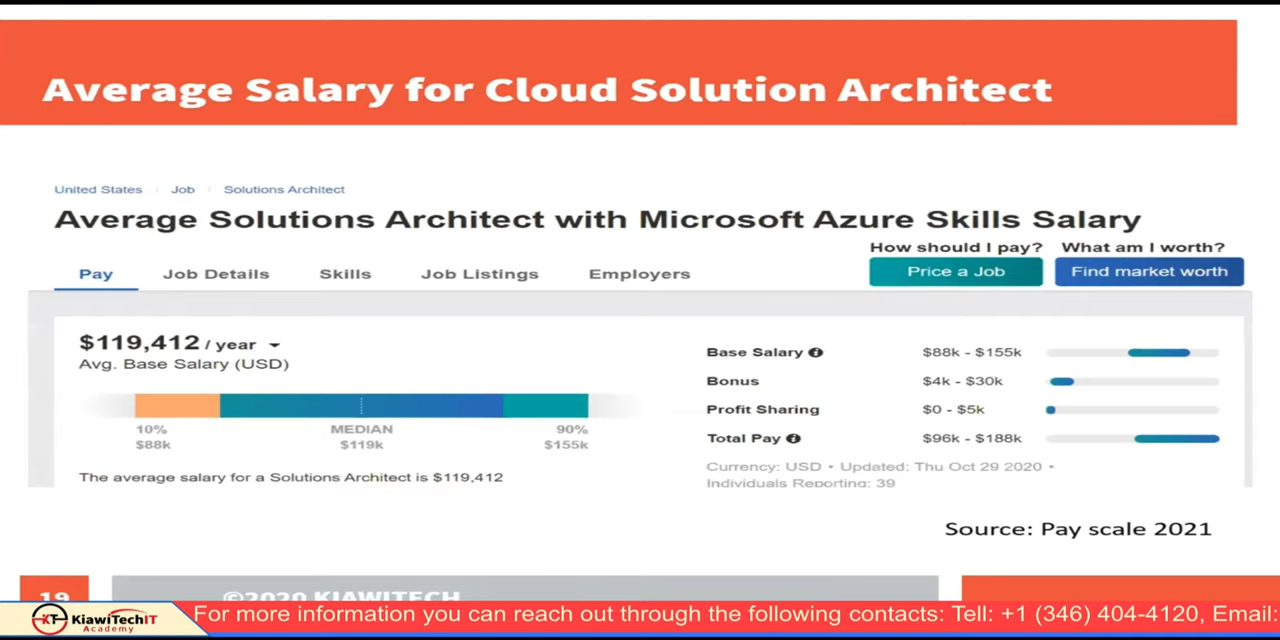 Average Salary for Cloud Solution Architect
United States / Job / Solutions Architect
Average Solutions Architect with Microsoft Azure Skills Salary
How should I pay? What am I worth?
Pay Job Details Skills Job Listings Employers Price a Job Find market worth
$119,412 / year
Avg. Base Salary (USD)
10% MEDIAN 90%
$88k $119k $155k
The average salary for a Solutions Architect is $119,412
Base Salary $88k - $155k
Bonus $4k - $30k
Profit Sharing $0 - $5k
Total Pay $96k - $188k
Currency: USD • Updated: Thu Oct 29 2020 •
Individuals Reporting: 39
Source: Pay scale 2021
19 ©2020 KIAWITECH
KT KiawiTechIT
Academy
For more information you can reach out through the following contacts: Tell: +1 (346) 404-4120, Email: